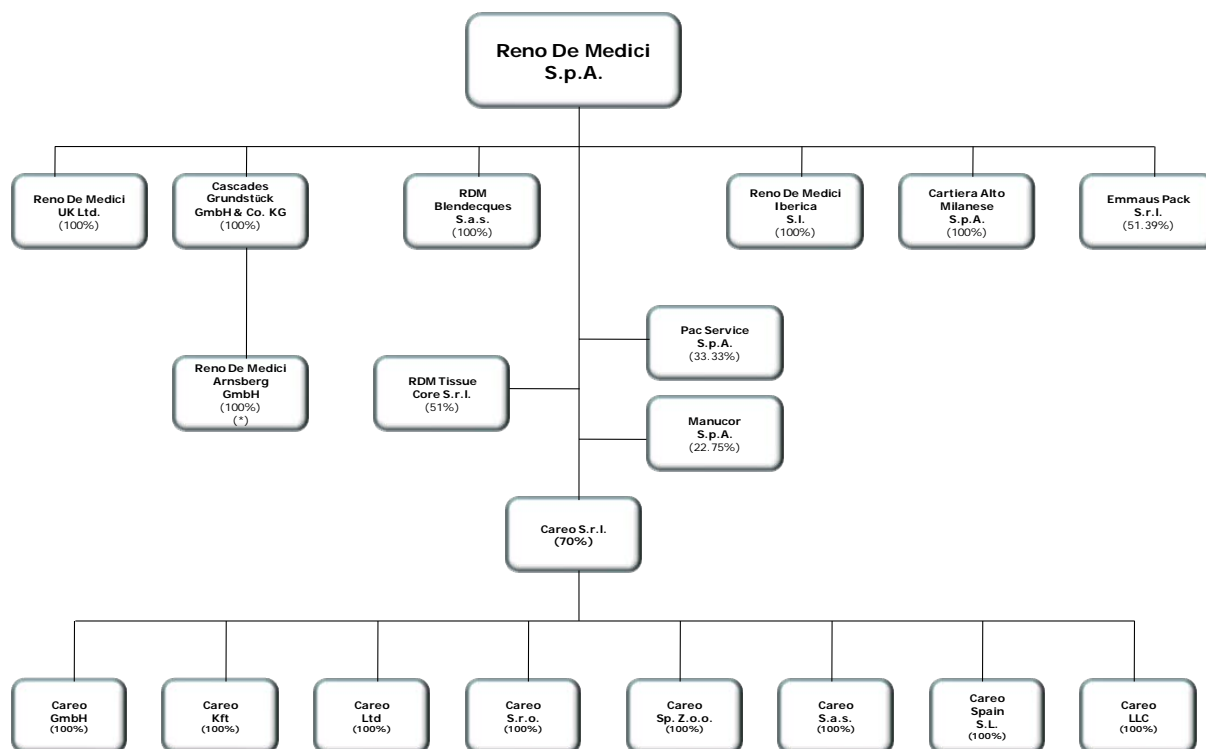 Reno De Medici
S.p.A.
Reno De Medici
UK Ltd.
(100%)
Cascades
Grundstück
GmbH & Co. KG
(100%)
RDM
Blendecques
S.a.s.
(100%)
Reno De Medici
Iberica
S.l.
(100%)
Cartiera Alto
Milanese
S.p.A.
(100%)
Emmaus Pack
S.r.l.
(51.39%)
Pac Service
S.p.A.
(33.33%)
Reno De Medici
Arnsberg
GmbH
(100%)
(*)
RDM Tissue
Core S.r.l.
(51%)
Manucor
S.p.A.
(22.75%)
Careo S.r.l.
(70%)
Careo
GmbH
(100%)
Careo
Kft
(100%)
Careo
Ltd
(100%)
Careo
S.r.o.
(100%)
Careo
Sp. Z.o.o.
(100%)
Careo
S.a.s.
(100%)
Careo
Spain
S.L.
(100%)
Careo
LLC
(100%)